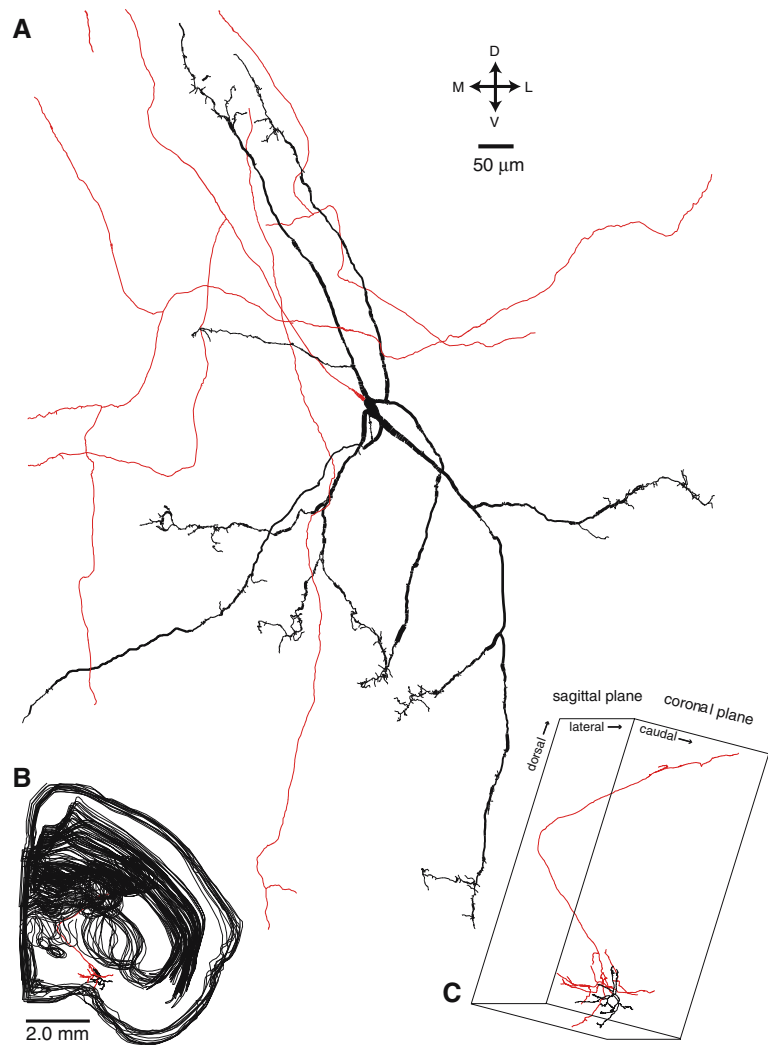 A
D
M L
V
50 µm
sagittal plane coronal plane
lateral → caudal →
dorsal →
B
C
2.0 mm